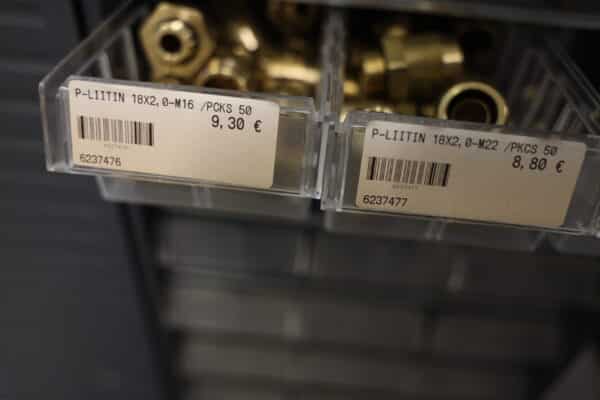 P-LIITIN 18X2,0-M16 /PCKS 50
9,30 €
6237476
P-LIITIN 18X2,0-M22 /PKCS 50
8,80 €
6237477